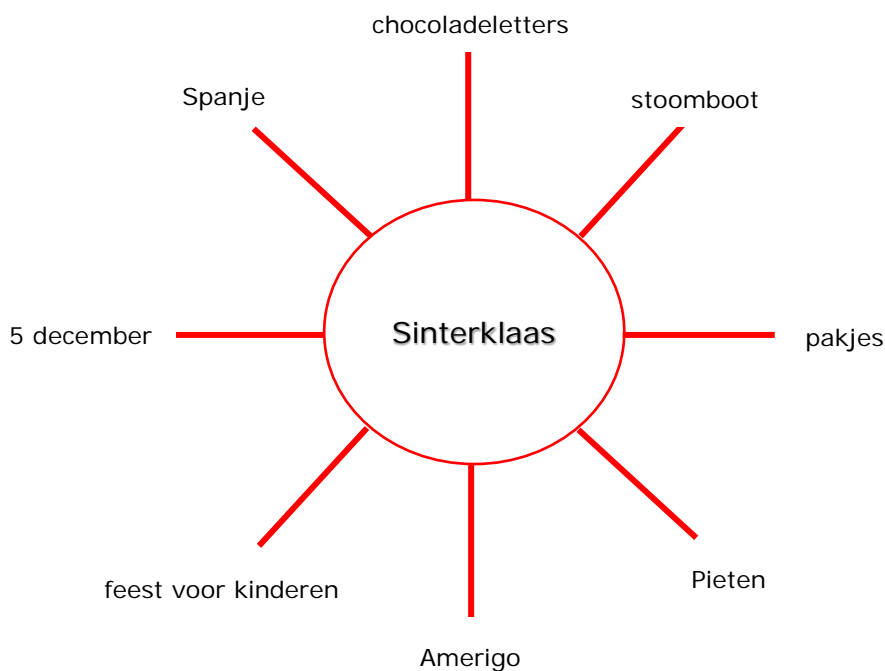 chocoladeletters
Spanje
stoomboot
5 december
Sinterklaas
pakjes
feest voor kinderen
Pieten
Amerigo